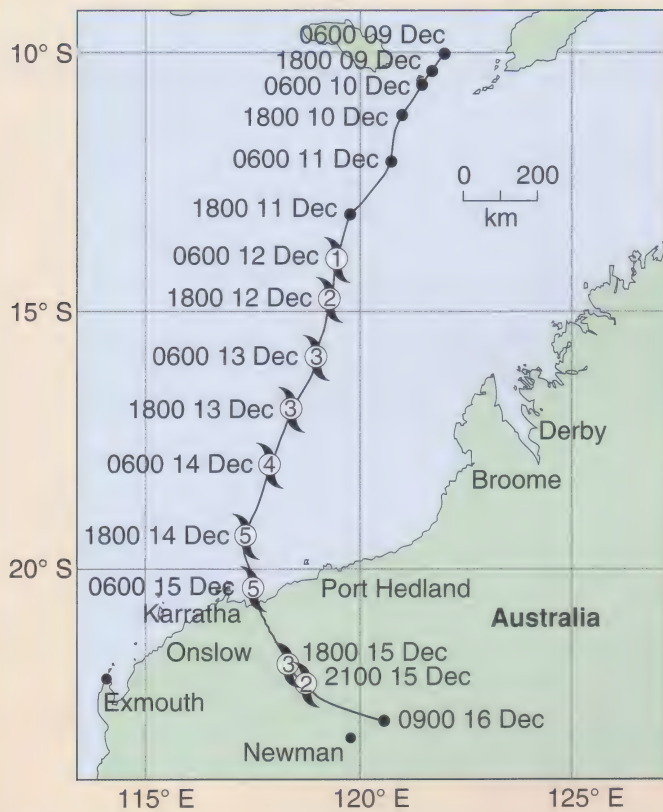 0600 09 Dec
10° S
1800 09 Dec
0600 10 Dec
1800 10 Dec
0600 11 Dec
0 200
km
1800 11 Dec
0600 12 Dec 1
1800 12 Dec 2
15° S
0600 13 Dec 3
1800 13 Dec 3
Derby
0600 14 Dec 4
Broome
1800 14 Dec 5
20° S
0600 15 Dec 5
Port Hedland
Karratha
Australia
Onslow
3 1800 15 Dec
2 2100 15 Dec
Exmouth
0900 16 Dec
Newman
115° E 120° E 125° E